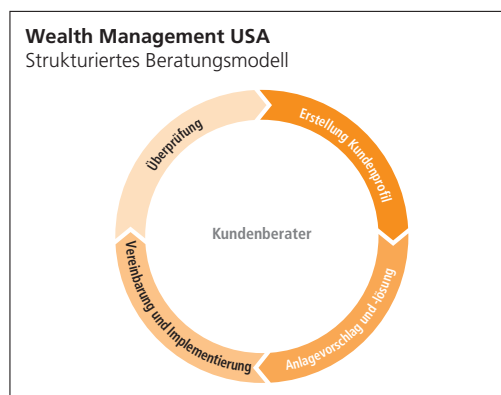 Wealth Management USA
Strukturiertes Beratungsmodell
Erstellung Kundenprofil
Anlagevorschlag und -lösung
Vereinbarung und Implementierung
Überprüfung
Kundenberater